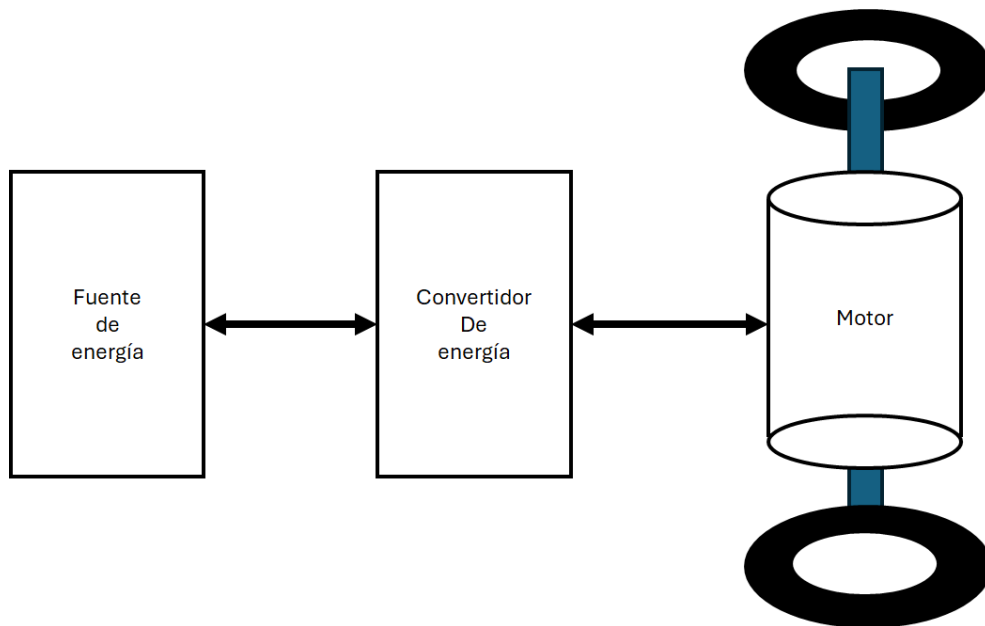 Fuente
de
energía
Convertidor
De
energía
Motor